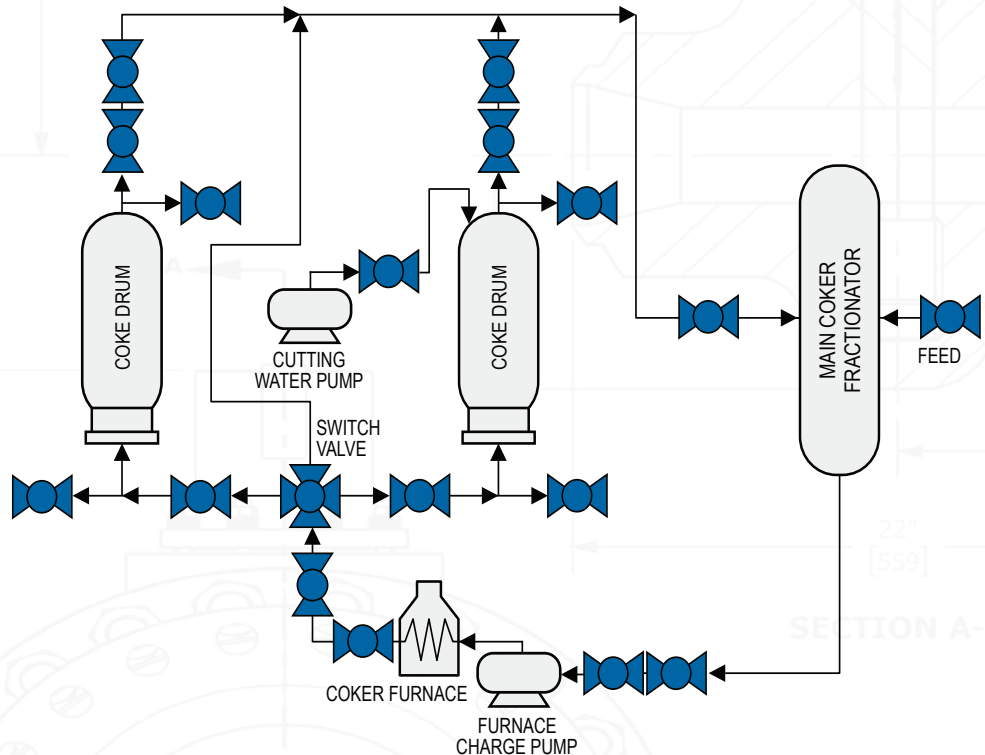 COKE DRUM
COKE DRUM
MAIN COKER
FRACTIONATOR
FEED
CUTTING
WATER PUMP
SWITCH
VALVE
22"
[559]
SECTION A-
A
COKER FURNACE
FURNACE
CHARGE PUMP